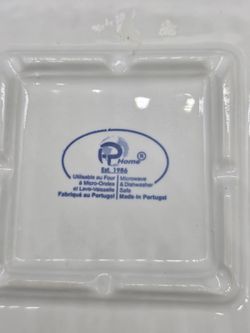 Home®
Est. 1986
Utilisable au Four Microwave
à Micro-Ondes & Dishwasher
et Lave-Vaisselle Safe
Fabriqué au Portugal Made in Portugal